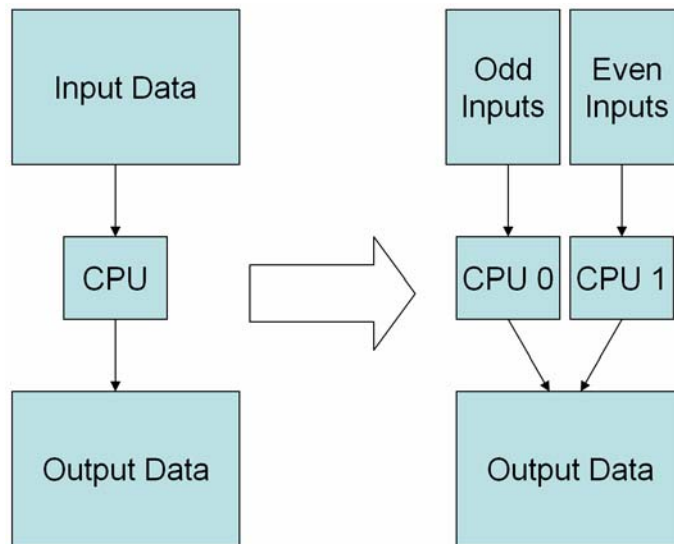 Input Data
CPU
Output Data
Odd
Inputs
Even
Inputs
CPU 0
CPU 1
Output Data